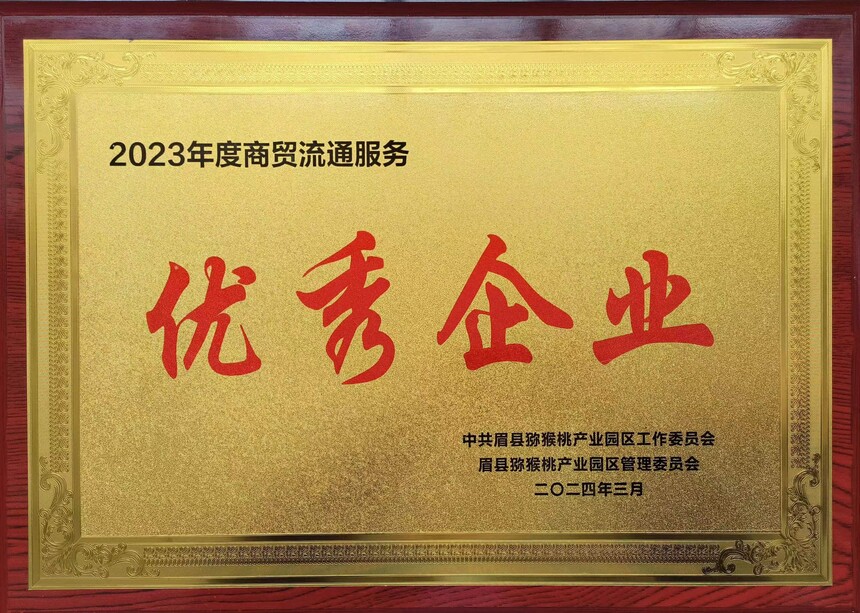 2023年度商贸流通服务
优秀企业
中共眉县猕猴桃产业园区工作委员会
眉县猕猴桃产业园区管理委员会
二〇二四年三月